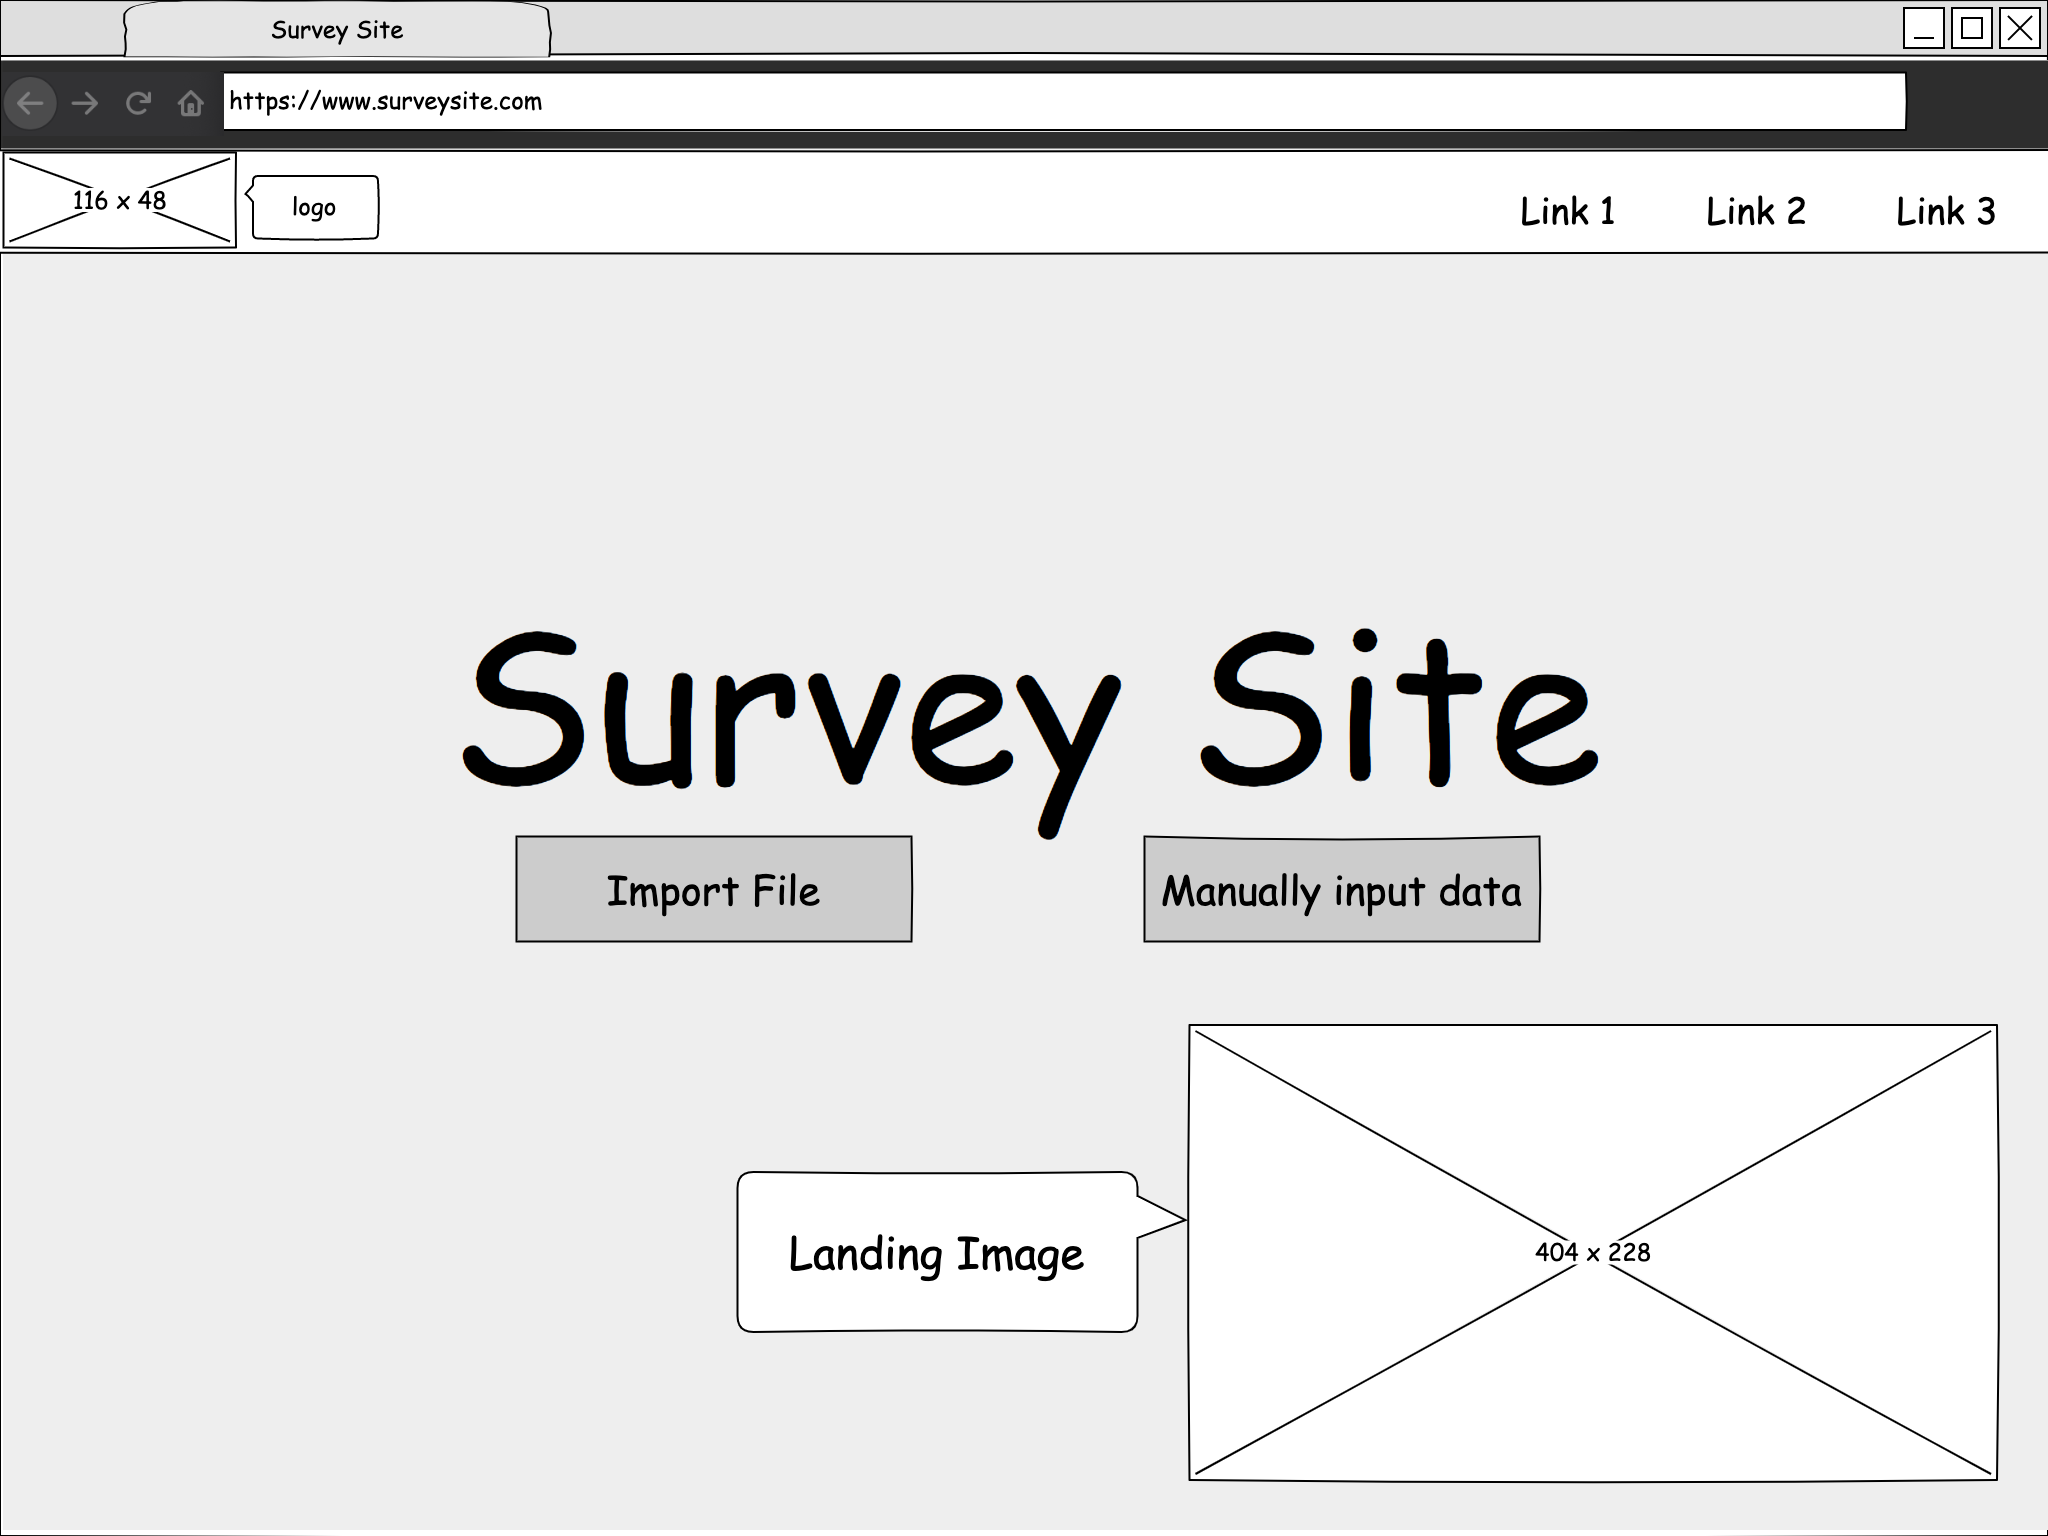 Survey Site
https://www.surveysite.com
116 x 48
logo
Link 1 Link 2 Link 3
Survey Site
Import File
Manually input data
Landing Image
404 x 228